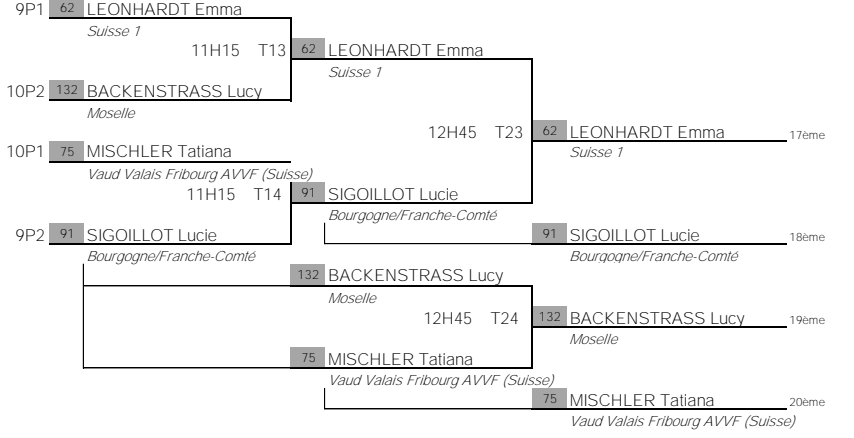 9P1 62 LEONHARDT Emma
Suisse 1
11H15 T13 62 LEONHARDT Emma
Suisse 1
10P2 132 BACKENSTRASS Lucy
Moselle
12H45 T23 62 LEONHARDT Emma 17ème
Suisse 1
10P1 75 MISCHLER Tatiana
Vaud Valais Fribourg AVVF (Suisse)
11H15 T14 91 SIGOILLOT Lucie
Bourgogne/Franche-Comté
9P2 91 SIGOILLOT Lucie 91 SIGOILLOT Lucie 18ème
Bourgogne/Franche-Comté Bourgogne/Franche-Comté
132 BACKENSTRASS Lucy
Moselle
12H45 T24 132 BACKENSTRASS Lucy 19ème
Moselle
75 MISCHLER Tatiana
Vaud Valais Fribourg AVVF (Suisse)
75 MISCHLER Tatiana 20ème
Vaud Valais Fribourg AVVF (Suisse)